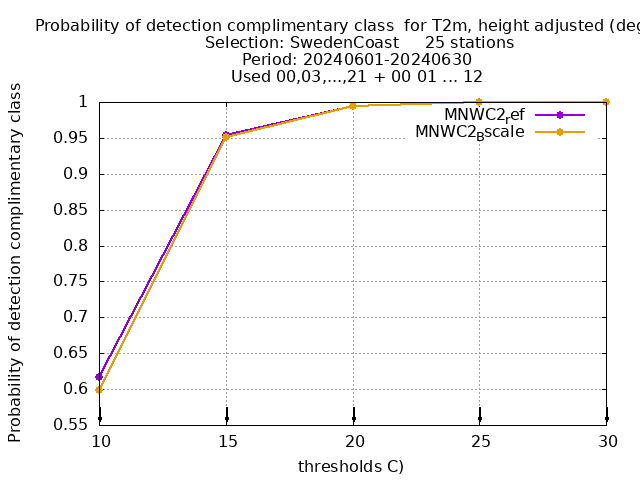 Probability of detection complimentary class  for T2m, height adjusted (deg
Selection: SwedenCoast     25 stations
Period: 20240601-20240630
Used 00,03,...,21 + 00 01 ... 12
Probability of detection complimentary class
1
0.95
0.9
0.85
0.8
0.75
0.7
0.65
0.6
0.55
MNWC2ref
MNWC2Bscale
10 15 20 25 30
thresholds C)